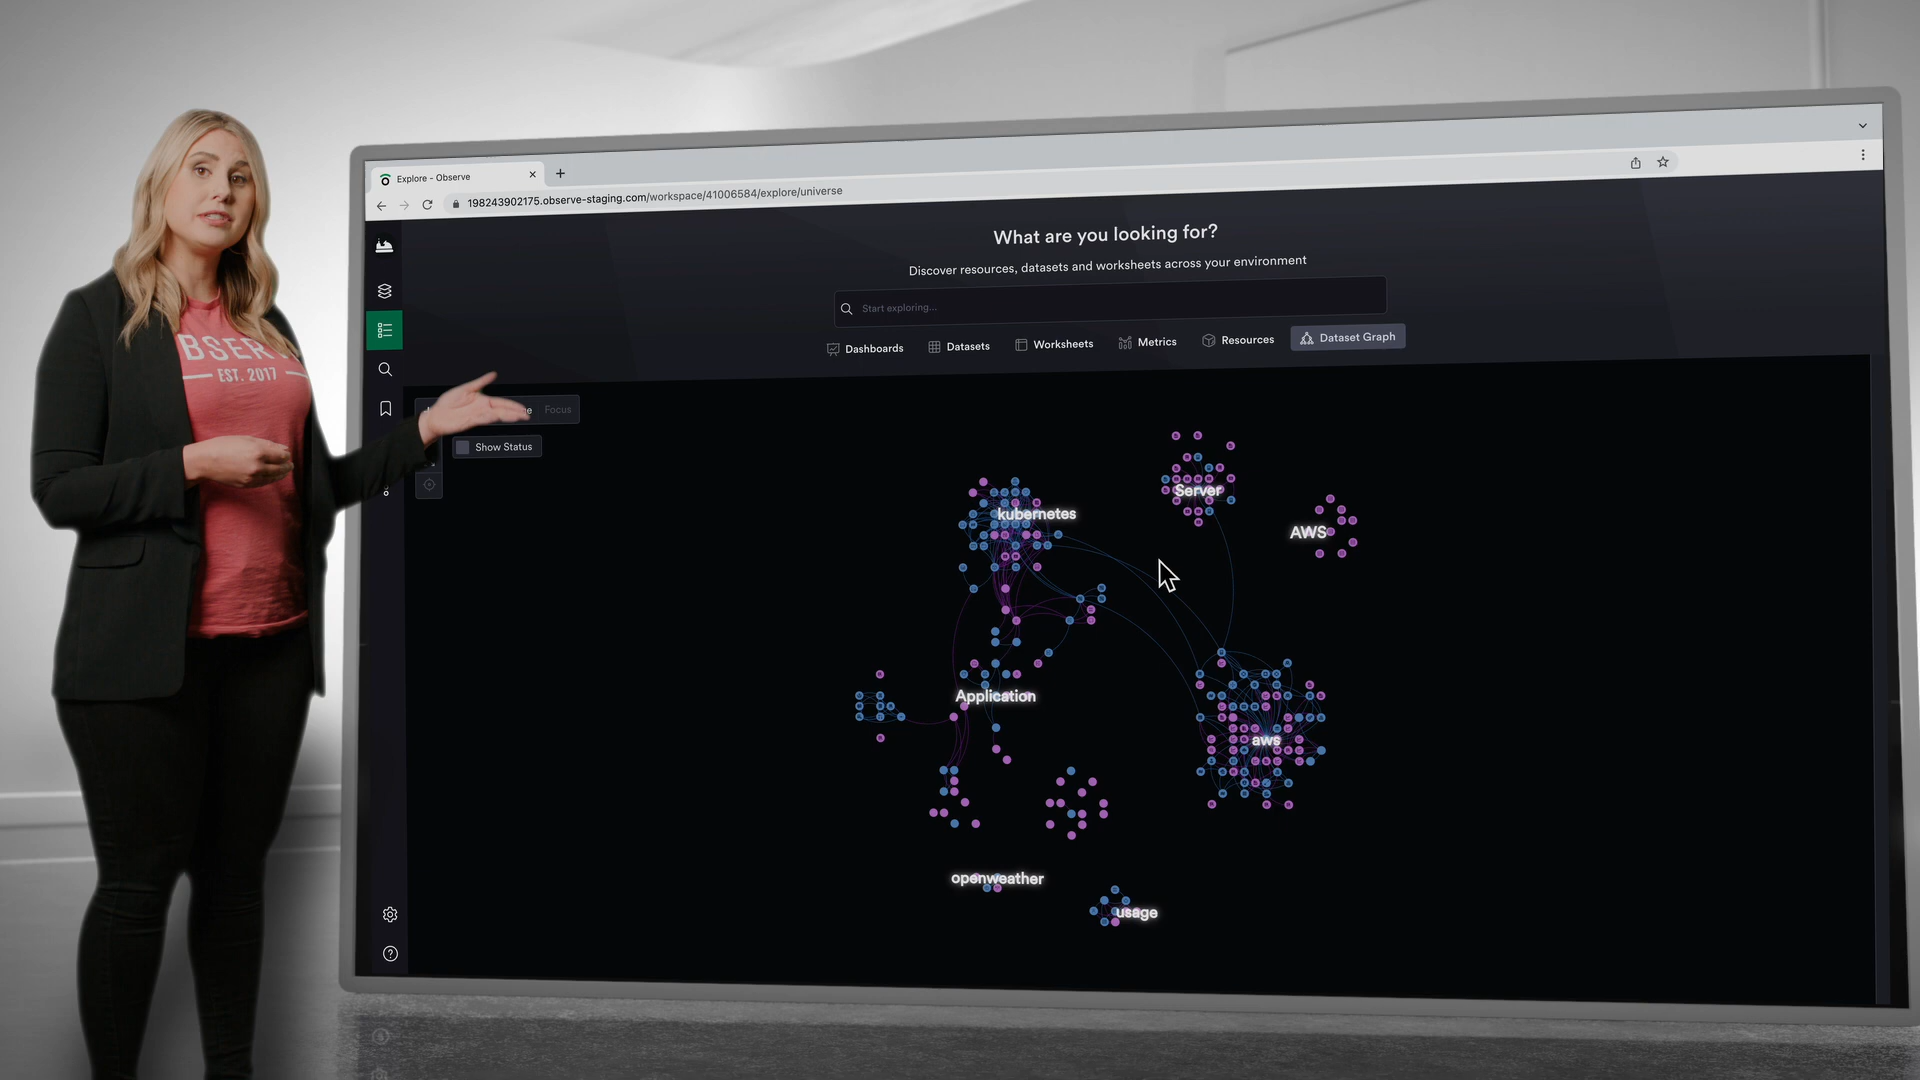 Explore - Observe
198243902175.observe-staging.com/workspace/41006584/explore/universe
What are you looking for?
Discover resources, datasets and worksheets across your environment
Start exploring...
Dashboards
Datasets
Worksheets
Metrics
Resources
Dataset Graph
Focus
Show Status
BSER
EST. 2017
Server
kubernetes
AWS
Application
aws
openweather
usage